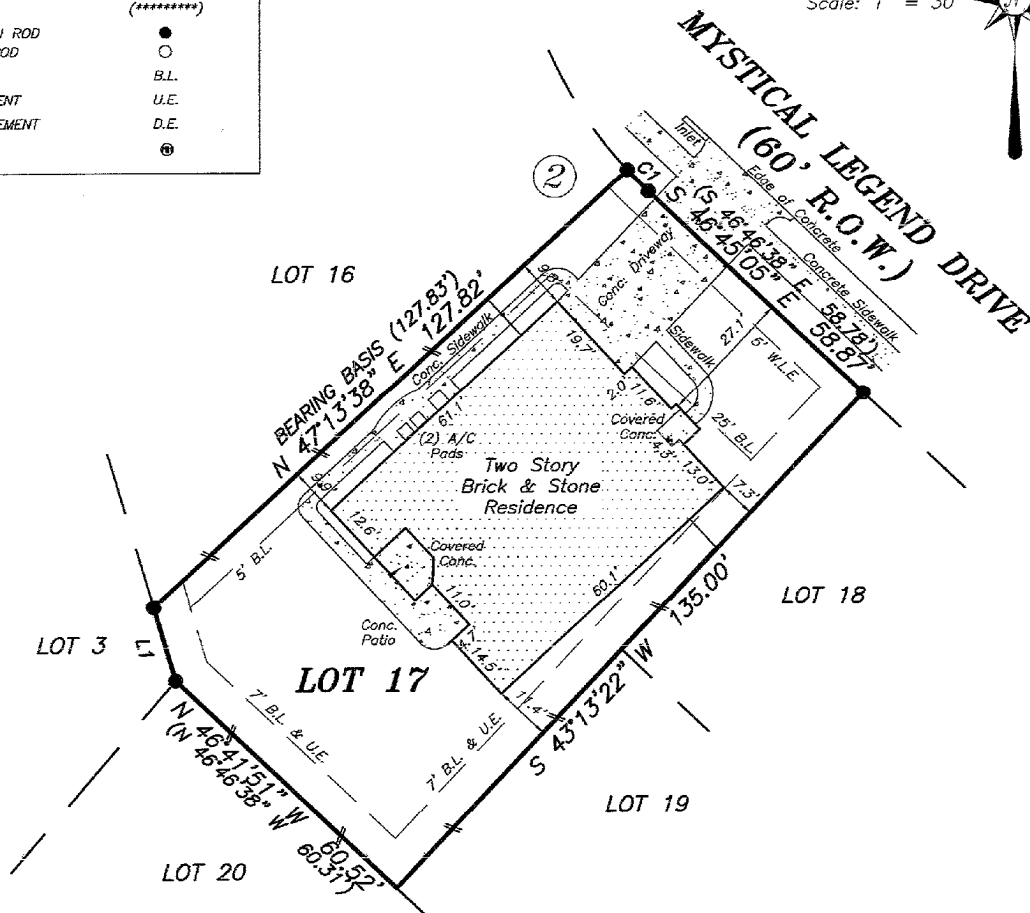 (*********)
ROD
B.L.
U.E.
D.E.
Scale: 1" = 30'
MYSTICAL LEGEND DRIVE
(60' R.O.W.)
Inlet
Edge of Concrete
Concrete Sidewalk
2
C1
(S 46°46'38" E 58.78')
S 46°45'05" E 58.87'
LOT 16
BEARING BASIS (127.83')
N 47°13'38" E 127.82'
Conc. Sidewalk
Conc. Driveway
Sidewalk
27.1'
5' W.L.E.
25' B.L.
19.7'
2.0'
11.6'
Covered
Conc.
4.3'
13.0'
7.3'
61.1'
(2) A/C
Pads
Two Story
Brick & Stone
Residence
9.9'
12.6'
Covered
Conc.
11.0'
60.1'
5' B.L.
Conc.
Patio
14.5'
11.4'
LOT 17
LOT 18
S 43°13'22" W 135.00'
LOT 3
L1
7' B.L. & U.E.
7' B.L. & U.E.
N 46°41'51" W 60.52'
(N 46°46'38" W 60.31')
LOT 19
LOT 20